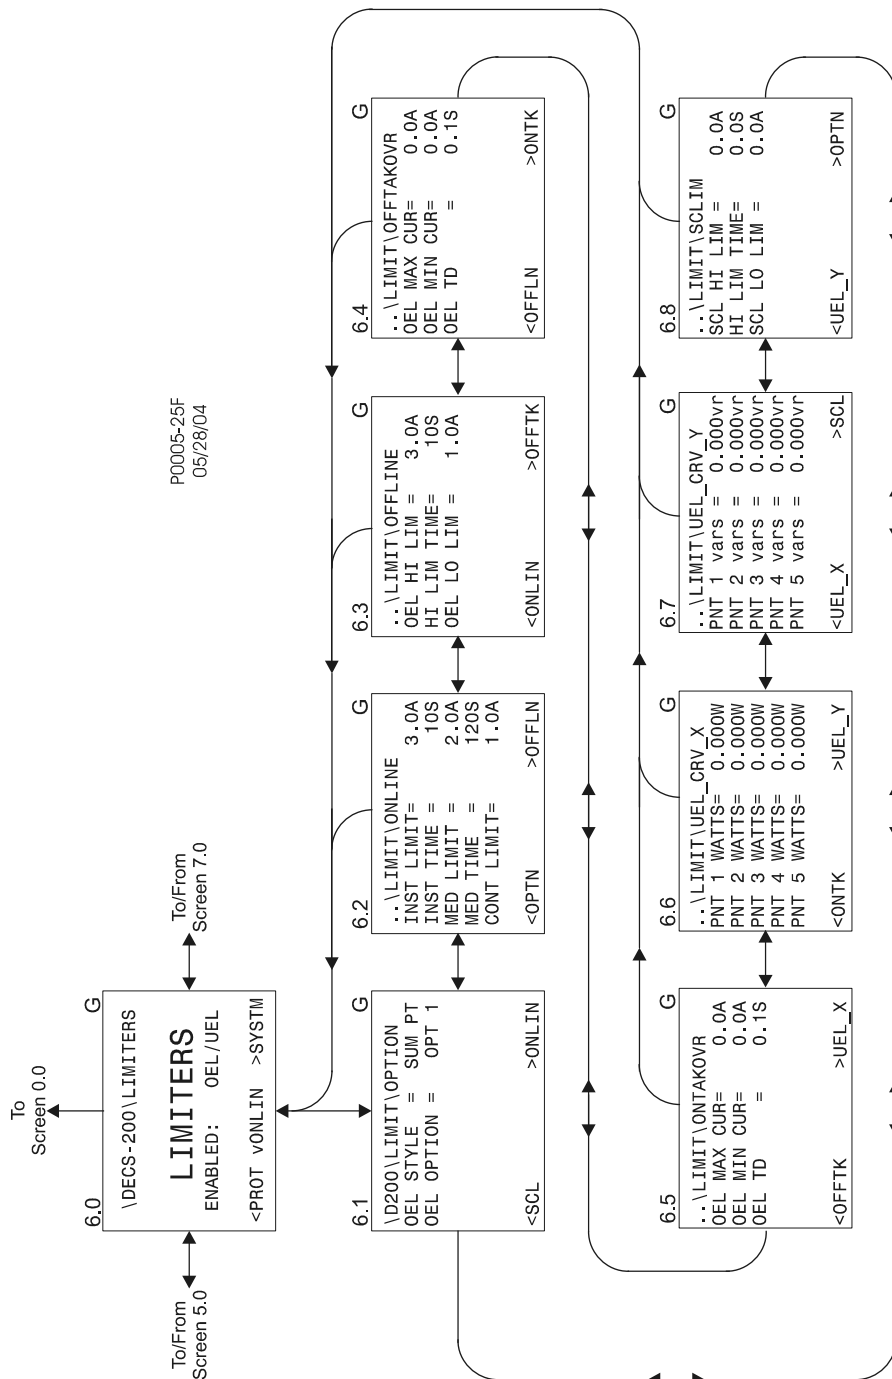 To
Screen 0.0
6.0 G
\DECS-200\LIMITERS
LIMITERS
ENABLED: OEL/UEL
<PROT vONLIN >SYSTM
To/From
Screen 5.0
To/From
Screen 7.0
P0005-25F
05/28/04
6.1 G
\D200\LIMIT\OPTION
OEL STYLE = SUM PT
OEL OPTION = OPT 1
<SCL >ONLIN
6.2 G
..\LIMIT\ONLINE
INST LIMIT= 3.0A
INST TIME = 10S
MED LIMIT = 2.0A
MED TIME = 120S
CONT LIMIT= 1.0A
<OPTN >OFFLN
6.3 G
..\LIMIT\OFFLINE
OEL HI LIM = 3.0A
HI LIM TIME= 10S
OEL LO LIM = 1.0A
<ONLIN >OFFTK
6.4 G
..\LIMIT\OFFTAKOVR
OEL MAX CUR= 0.0A
OEL MIN CUR= 0.0A
OEL TD = 0.1S
<OFFLN >ONTK
6.5 G
..\LIMIT\ONTAKOVR
OEL MAX CUR= 0.0A
OEL MIN CUR= 0.0A
OEL TD = 0.1S
<OFFTK >UEL_X
6.6 G
..\LIMIT\UEL_CRV_X
PNT 1 WATTS= 0.000W
PNT 2 WATTS= 0.000W
PNT 3 WATTS= 0.000W
PNT 4 WATTS= 0.000W
PNT 5 WATTS= 0.000W
<ONTK >UEL_Y
6.7 G
..\LIMIT\UEL_CRV_Y
PNT 1 vars = 0.000vr
PNT 2 vars = 0.000vr
PNT 3 vars = 0.000vr
PNT 4 vars = 0.000vr
PNT 5 vars = 0.000vr
<UEL_X >SCL
6.8 G
..\LIMIT\SCLIM
SCL HI LIM = 0.0A
HI LIM TIME= 0.0S
SCL LO LIM = 0.0A
<UEL_Y >OPTN